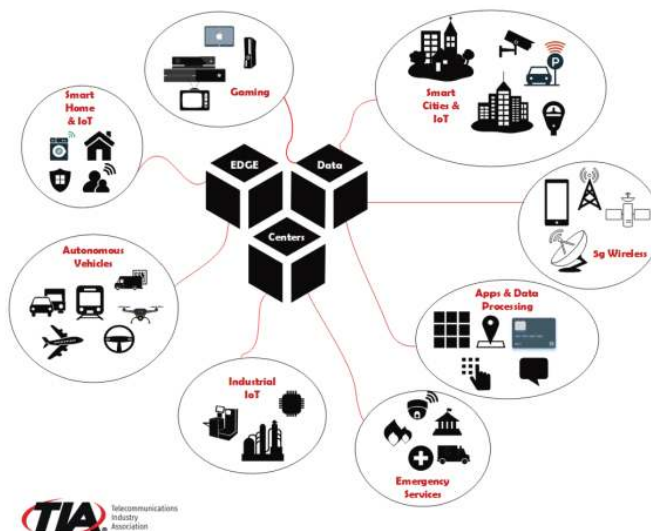 Gaming
Smart
Cities &
IoT
P
Smart
Home
& IoT
EDGE
Data
Centers
5g Wireless
Autonomous
Vehicles
Apps & Data
Processing
Industrial
IoT
Emergency
Services
TIA
Telecommunications
Industry
Association